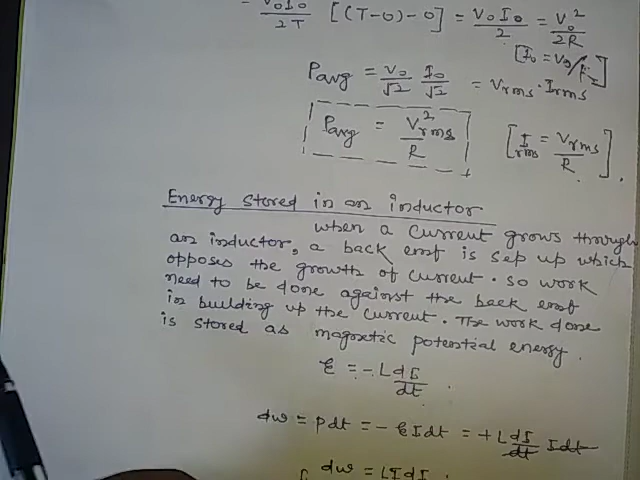 = V₀I₀/2T [(T-0)-0] = V₀I₀/2 = V₀²/2R
[I₀ = V₀/R]
Pavg = V₀/√2 I₀/√2 = Vrms · Irms
Pavg = V²rms/R [Irms = Vrms/R].
Energy stored in an inductor
when a current grows through
an inductor, a back emf is sep up which
opposes the growth of current. so work
need to be done against the back emf
in building up the current. The work done
is stored as magnetic potential energy.
ε = -L dI/dt .
dw = pdt = -εIdt = +L dI/dt Idt
∫ dw = LIdI .